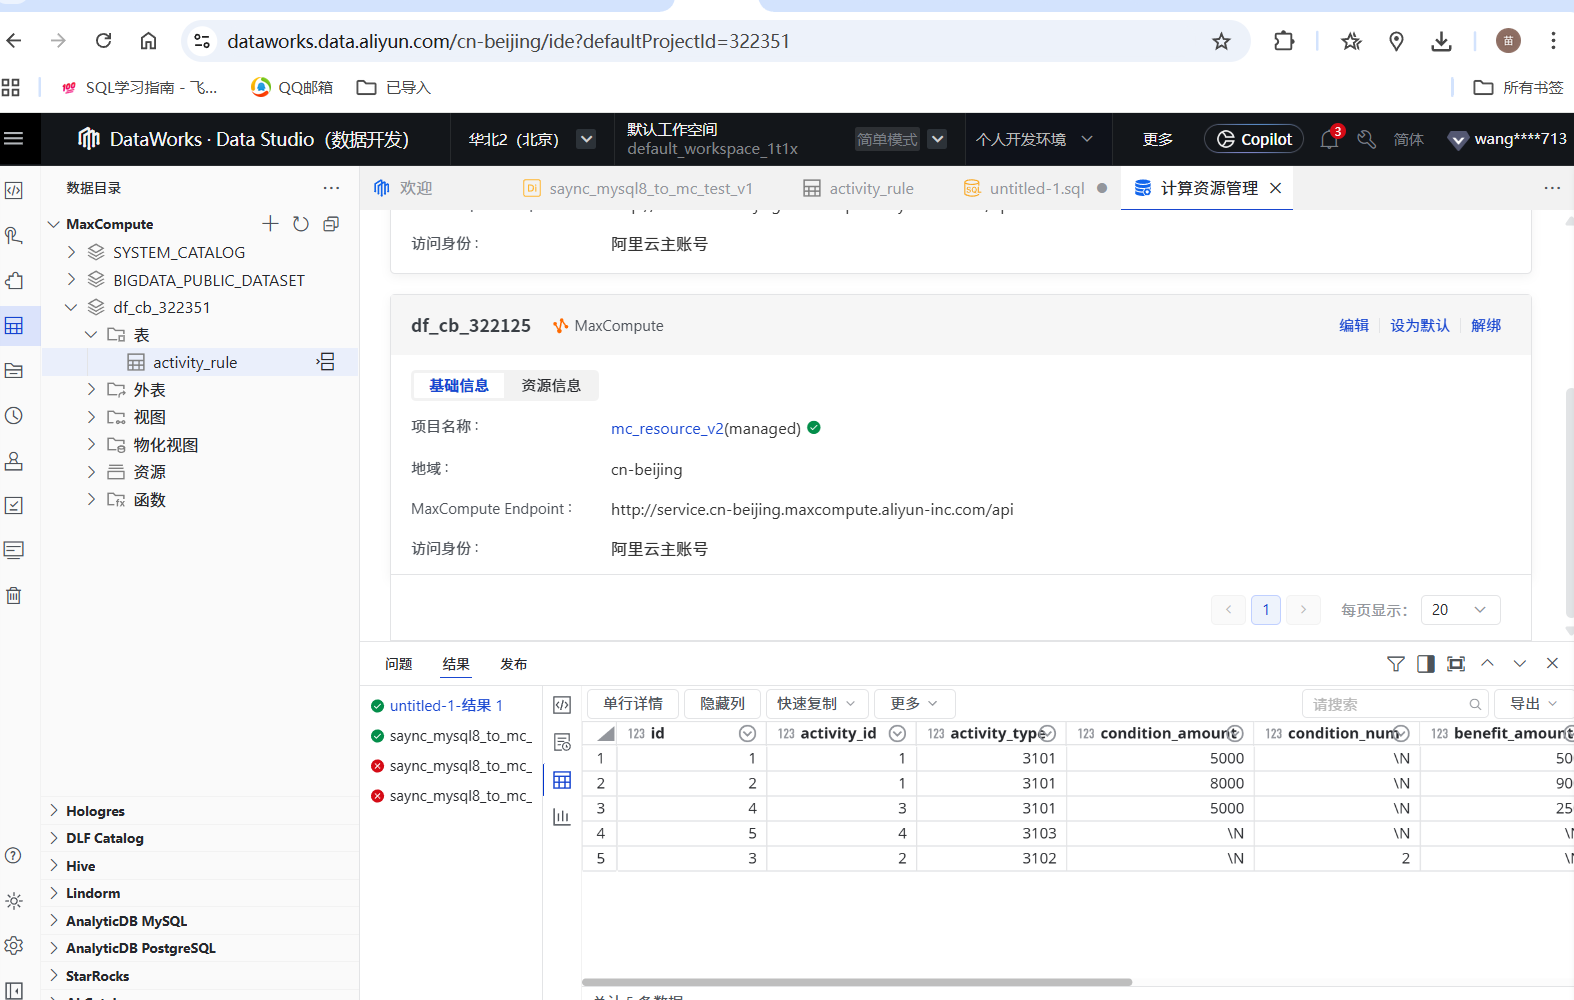 dataworks.data.aliyun.com/cn-beijing/ide?defaultProjectId=322351
苗
SQL学习指南 - 飞...
QQ邮箱
已导入
所有书签
DataWorks · Data Studio（数据开发）
华北2（北京）
默认工作空间
default_workspace_1t1x
简单模式
个人开发环境
更多
Copilot
3
简体
wang****713
数据目录
欢迎
Di saync_mysql8_to_mc_test_v1
activity_rule
SQL untitled-1.sql
计算资源管理
MaxCompute
SYSTEM_CATALOG
BIGDATA_PUBLIC_DATASET
df_cb_322351
表
activity_rule
外表
视图
物化视图
资源
函数
Hologres
DLF Catalog
Hive
Lindorm
AnalyticDB MySQL
AnalyticDB PostgreSQL
StarRocks
访问身份：
阿里云主账号
df_cb_322125
MaxCompute
编辑
设为默认
解绑
基础信息
资源信息
项目名称：
mc_resource_v2(managed)
地域：
cn-beijing
MaxCompute Endpoint：
http://service.cn-beijing.maxcompute.aliyun-inc.com/api
访问身份：
阿里云主账号
1
每页显示：
20
问题
结果
发布
untitled-1-结果 1
saync_mysql8_to_mc_
saync_mysql8_to_mc_
saync_mysql8_to_mc_
单行详情
隐藏列
快速复制
更多
请搜索
导出
123 id 123 activity_id 123 activity_type 123 condition_amount 123 condition_num 123 benefit_amount
1 1 1 3101 5000 \N 50
2 2 1 3101 8000 \N 90
3 4 3 3101 5000 \N 25
4 5 4 3103 \N \N \N
5 3 2 3102 \N 2 \N